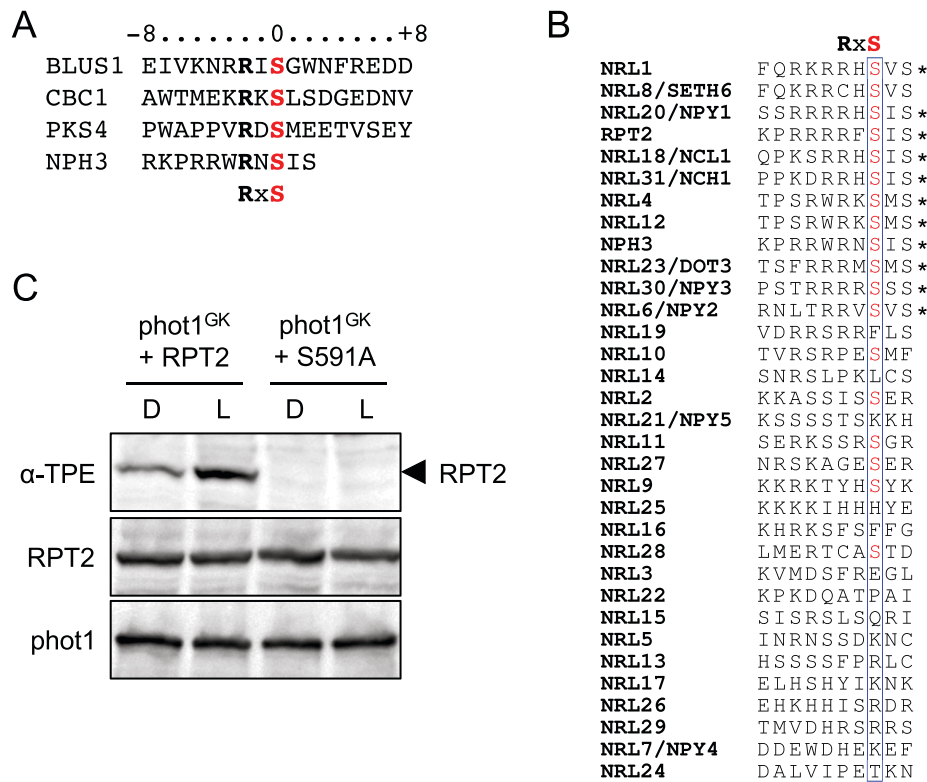 A
−8 . . . . . . . 0 . . . . . . . +8
BLUS1 EIVKNRRISGWNFREDD
CBC1 AWTMEKRKSLSDGEDNV
PKS4 PWAPPVRDSMEETVSEY
NPH3 RKPRRWRNSIS
RxS
B
RxS
NRL1 FQRKRRHSVS*
NRL8/SETH6 FQKRRCHSVS
NRL20/NPY1 SSRRRRHSIS*
RPT2 KPRRRRFSIS*
NRL18/NCL1 QPKSRRHSIS*
NRL31/NCH1 PPKDRRHSIS*
NRL4 TPSRWRKSMS*
NRL12 TPSRWRKSMS*
NPH3 KPRRWRNSIS*
NRL23/DOT3 TSFRRRMSMS*
NRL30/NPY3 PSTRRRRSSS*
NRL6/NPY2 RNLTRRVSVS*
NRL19 VDRRSRRFLS
NRL10 TVRSRPESMF
NRL14 SNRSLPKLCS
NRL2 KKASSISSER
NRL21/NPY5 KSSSSTSKKH
NRL11 SERKSSRSGR
NRL27 NRSKAGESER
NRL9 KKRKTYHSYK
NRL25 KKKKIHHHYE
NRL16 KHRKSFSFFG
NRL28 LMERTCASTD
NRL3 KVMDSFREGL
NRL22 KPKDQATPAI
NRL15 SISRSLSQRI
NRL5 INRNSSDKNC
NRL13 HSSSSFPRLC
NRL17 ELHSHYIKNK
NRL26 EHKHHISRDR
NRL29 TMVDHRSRRS
NRL7/NPY4 DDEWDHEKEF
NRL24 DALVIPETKN
C
phot1GK + RPT2
phot1GK + S591A
D L D L
α-TPE
RPT2
RPT2
phot1